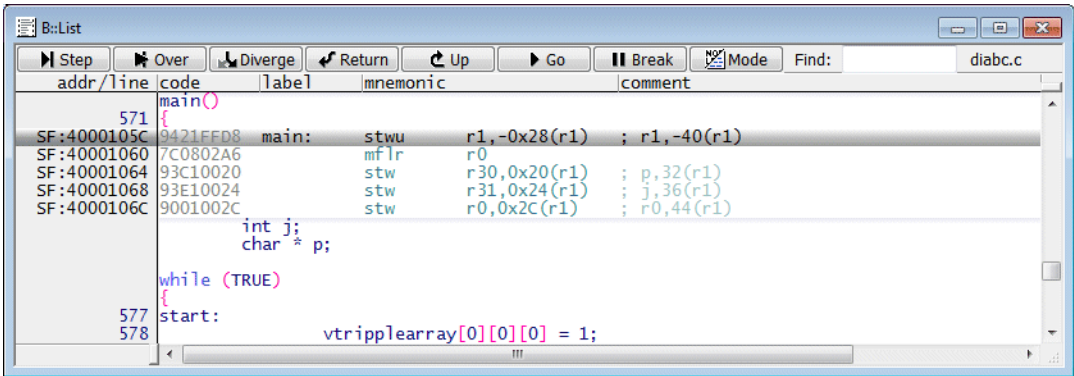 B::List
Step Over Diverge Return Up Go Break Mode Find: diabc.c
addr/line code label mnemonic comment
main()
571 {
SF:4000105C 9421FFD8 main: stwu r1,-0x28(r1) ; r1,-40(r1)
SF:40001060 7C0802A6 mflr r0
SF:40001064 93C10020 stw r30,0x20(r1) ; p,32(r1)
SF:40001068 93E10024 stw r31,0x24(r1) ; j,36(r1)
SF:4000106C 9001002C stw r0,0x2C(r1) ; r0,44(r1)
int j;
char * p;
while (TRUE)
{
577 start:
578 vtripplearray[0][0][0] = 1;